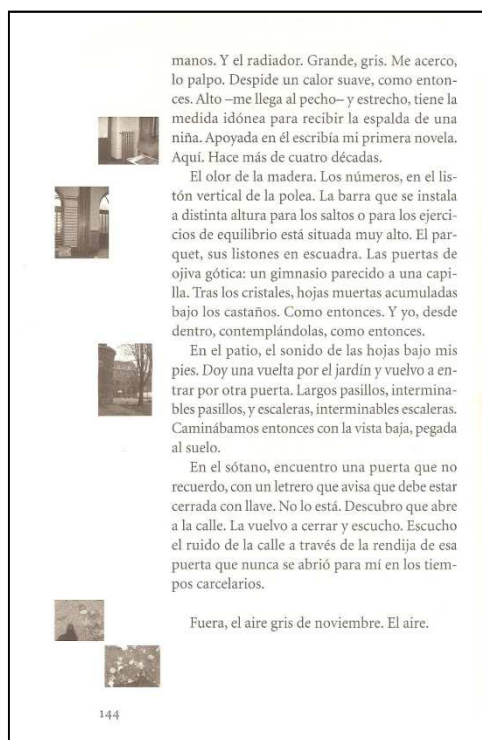 manos. Y el radiador. Grande, gris. Me acerco,
lo palpo. Despide un calor suave, como enton-
ces. Alto –me llega al pecho– y estrecho, tiene la
medida idónea para recibir la espalda de una
niña. Apoyada en él escribía mi primera novela.
Aquí. Hace más de cuatro décadas.
El olor de la madera. Los números, en el lis-
tón vertical de la polea. La barra que se instala
a distinta altura para los saltos o para los ejerci-
cios de equilibrio está situada muy alto. El par-
quet, sus listones en escuadra. Las puertas de
ojiva gótica: un gimnasio parecido a una capi-
lla. Tras los cristales, hojas muertas acumuladas
bajo los castaños. Como entonces. Y yo, desde
dentro, contemplándolas, como entonces.
En el patio, el sonido de las hojas bajo mis
pies. Doy una vuelta por el jardín y vuelvo a en-
trar por otra puerta. Largos pasillos, intermina-
bles pasillos, y escaleras, interminables escaleras.
Caminábamos entonces con la vista baja, pegada
al suelo.
En el sótano, encuentro una puerta que no
recuerdo, con un letrero que avisa que debe estar
cerrada con llave. No lo está. Descubro que abre
a la calle. La vuelvo a cerrar y escucho. Escucho
el ruido de la calle a través de la rendija de esa
puerta que nunca se abrió para mí en los tiem-
pos carcelarios.
Fuera, el aire gris de noviembre. El aire.
144